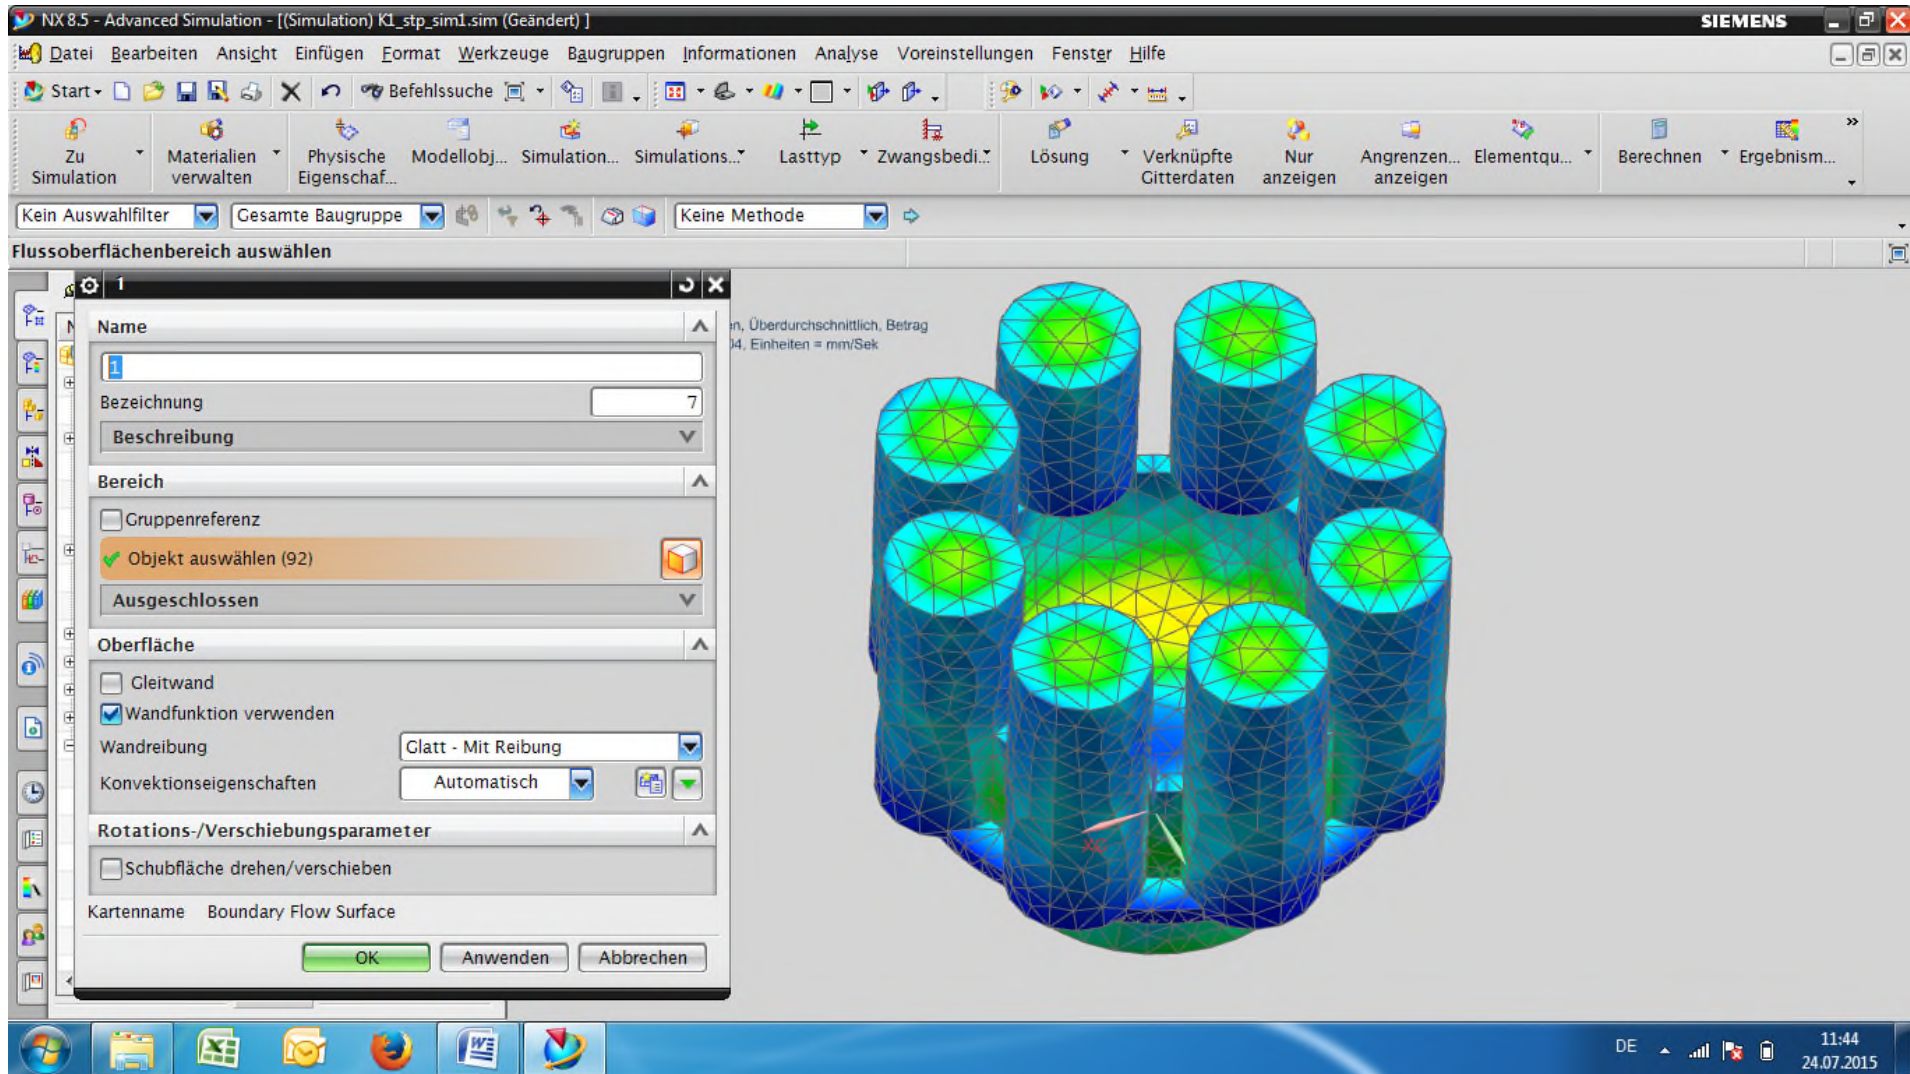 NX 8.5 - Advanced Simulation - [(Simulation) K1_stp_sim1.sim (Geändert) ]
SIEMENS
Datei Bearbeiten Ansicht Einfügen Format Werkzeuge Baugruppen Informationen Analyse Voreinstellungen Fenster Hilfe
Start Befehlssuche
Zu Simulation
Materialien verwalten
Physische Eigenschaf...
Modellobj...
Simulation...
Simulations...
Lasttyp
Zwangsbedi...
Lösung
Verknüpfte Gitterdaten
Nur anzeigen
Angrenzen... anzeigen
Elementqu...
Berechnen
Ergebnism...
Kein Auswahlfilter Gesamte Baugruppe Keine Methode
Flussoberflächenbereich auswählen
1
Name
1
Bezeichnung 7
Beschreibung
Bereich
Gruppenreferenz
Objekt auswählen (92)
Ausgeschlossen
Oberfläche
Gleitwand
Wandfunktion verwenden
Wandreibung Glatt - Mit Reibung
Konvektionseigenschaften Automatisch
Rotations-/Verschiebungsparameter
Schubfläche drehen/verschieben
Kartenname Boundary Flow Surface
OK Anwenden Abbrechen
en, Überdurchschnittlich, Betrag
04, Einheiten = mm/Sek
XC
DE
11:44
24.07.2015